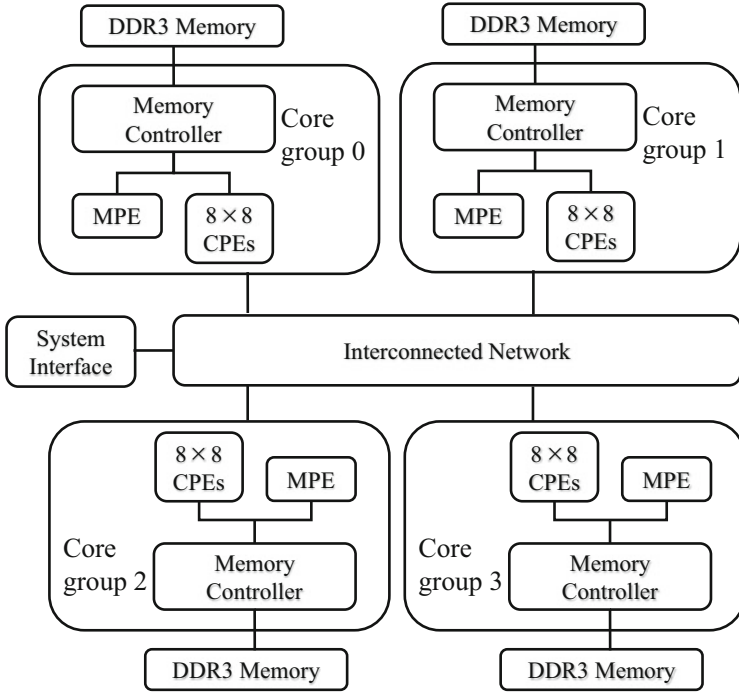 DDR3 Memory
Memory
Controller
Core
group 0
MPE
8×8
CPEs
DDR3 Memory
Memory
Controller
Core
group 1
MPE
8×8
CPEs
System
Interface
Interconnected Network
8×8
CPEs
MPE
Core
group 2
Memory
Controller
DDR3 Memory
8×8
CPEs
MPE
Core
group 3
Memory
Controller
DDR3 Memory